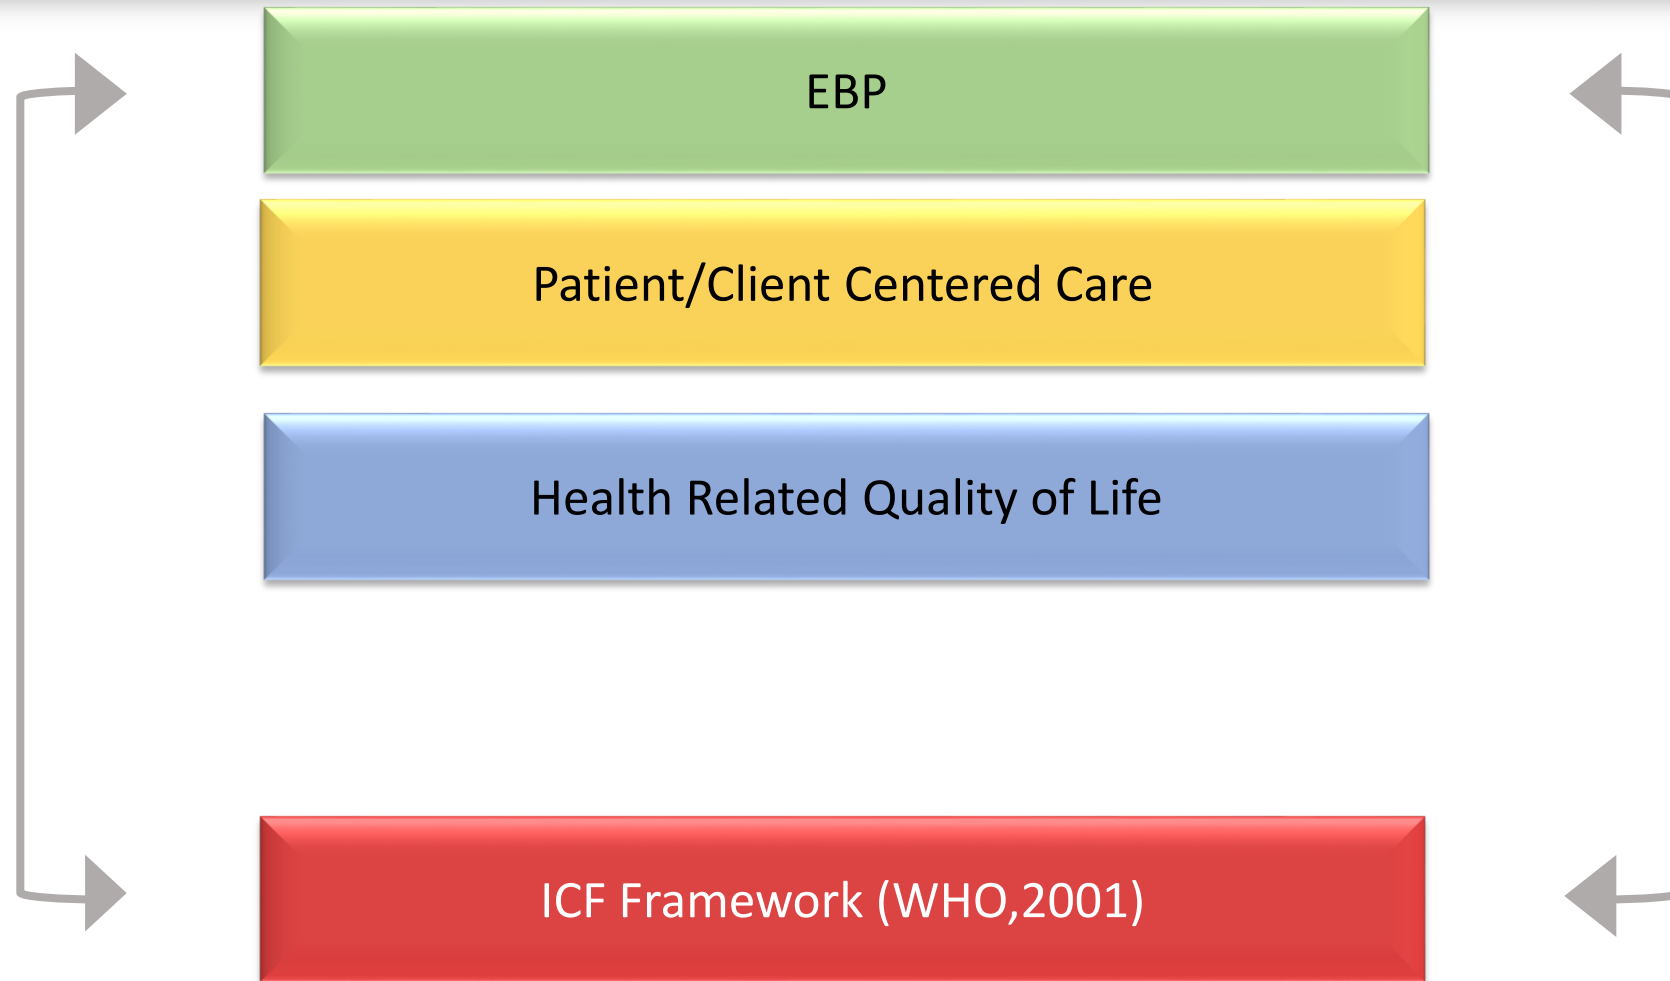 EBP
Patient/Client Centered Care
Health Related Quality of Life
ICF Framework (WHO,2001)